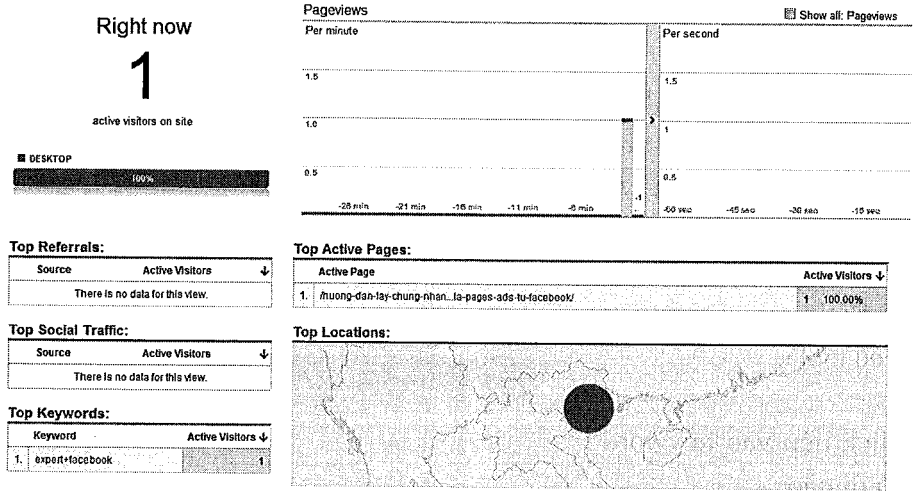 Right now
1
active visitors on site
DESKTOP
100%
Pageviews
Show all: Pageviews
Per minute
Per second
1.5
1.0
0.5
1.5
1
0.5
-26 min -21 min -16 min -11 min -6 min
-1
-60 sec -45 sec -30 sec -15 sec
Top Referrals:
Source Active Visitors
There is no data for this view.
Top Social Traffic:
Source Active Visitors
There is no data for this view.
Top Keywords:
Keyword Active Visitors
1. expert+facebook 1
Top Active Pages:
Active Page Active Visitors
1. /huong-dan-lay-chung-nhan...la-pages-ads-tu-facebook/ 1 100.00%
Top Locations: